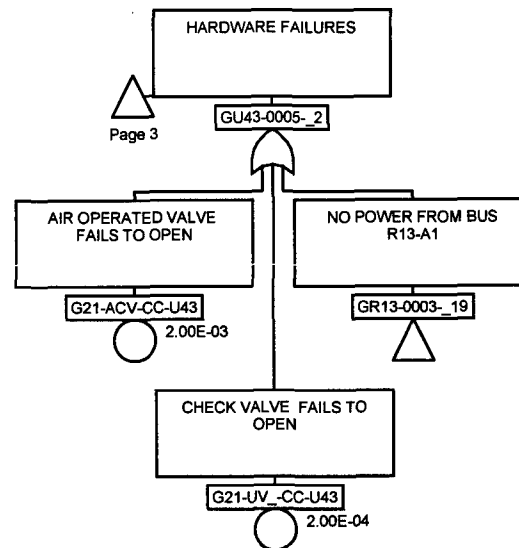 HARDWARE FAILURES
Page 3
GU43-0005-_2
AIR OPERATED VALVE
FAILS TO OPEN
NO POWER FROM BUS
R13-A1
G21-ACV-CC-U43
2.00E-03
GR13-0003-_19
CHECK VALVE FAILS TO
OPEN
G21-UV_-CC-U43
2.00E-04